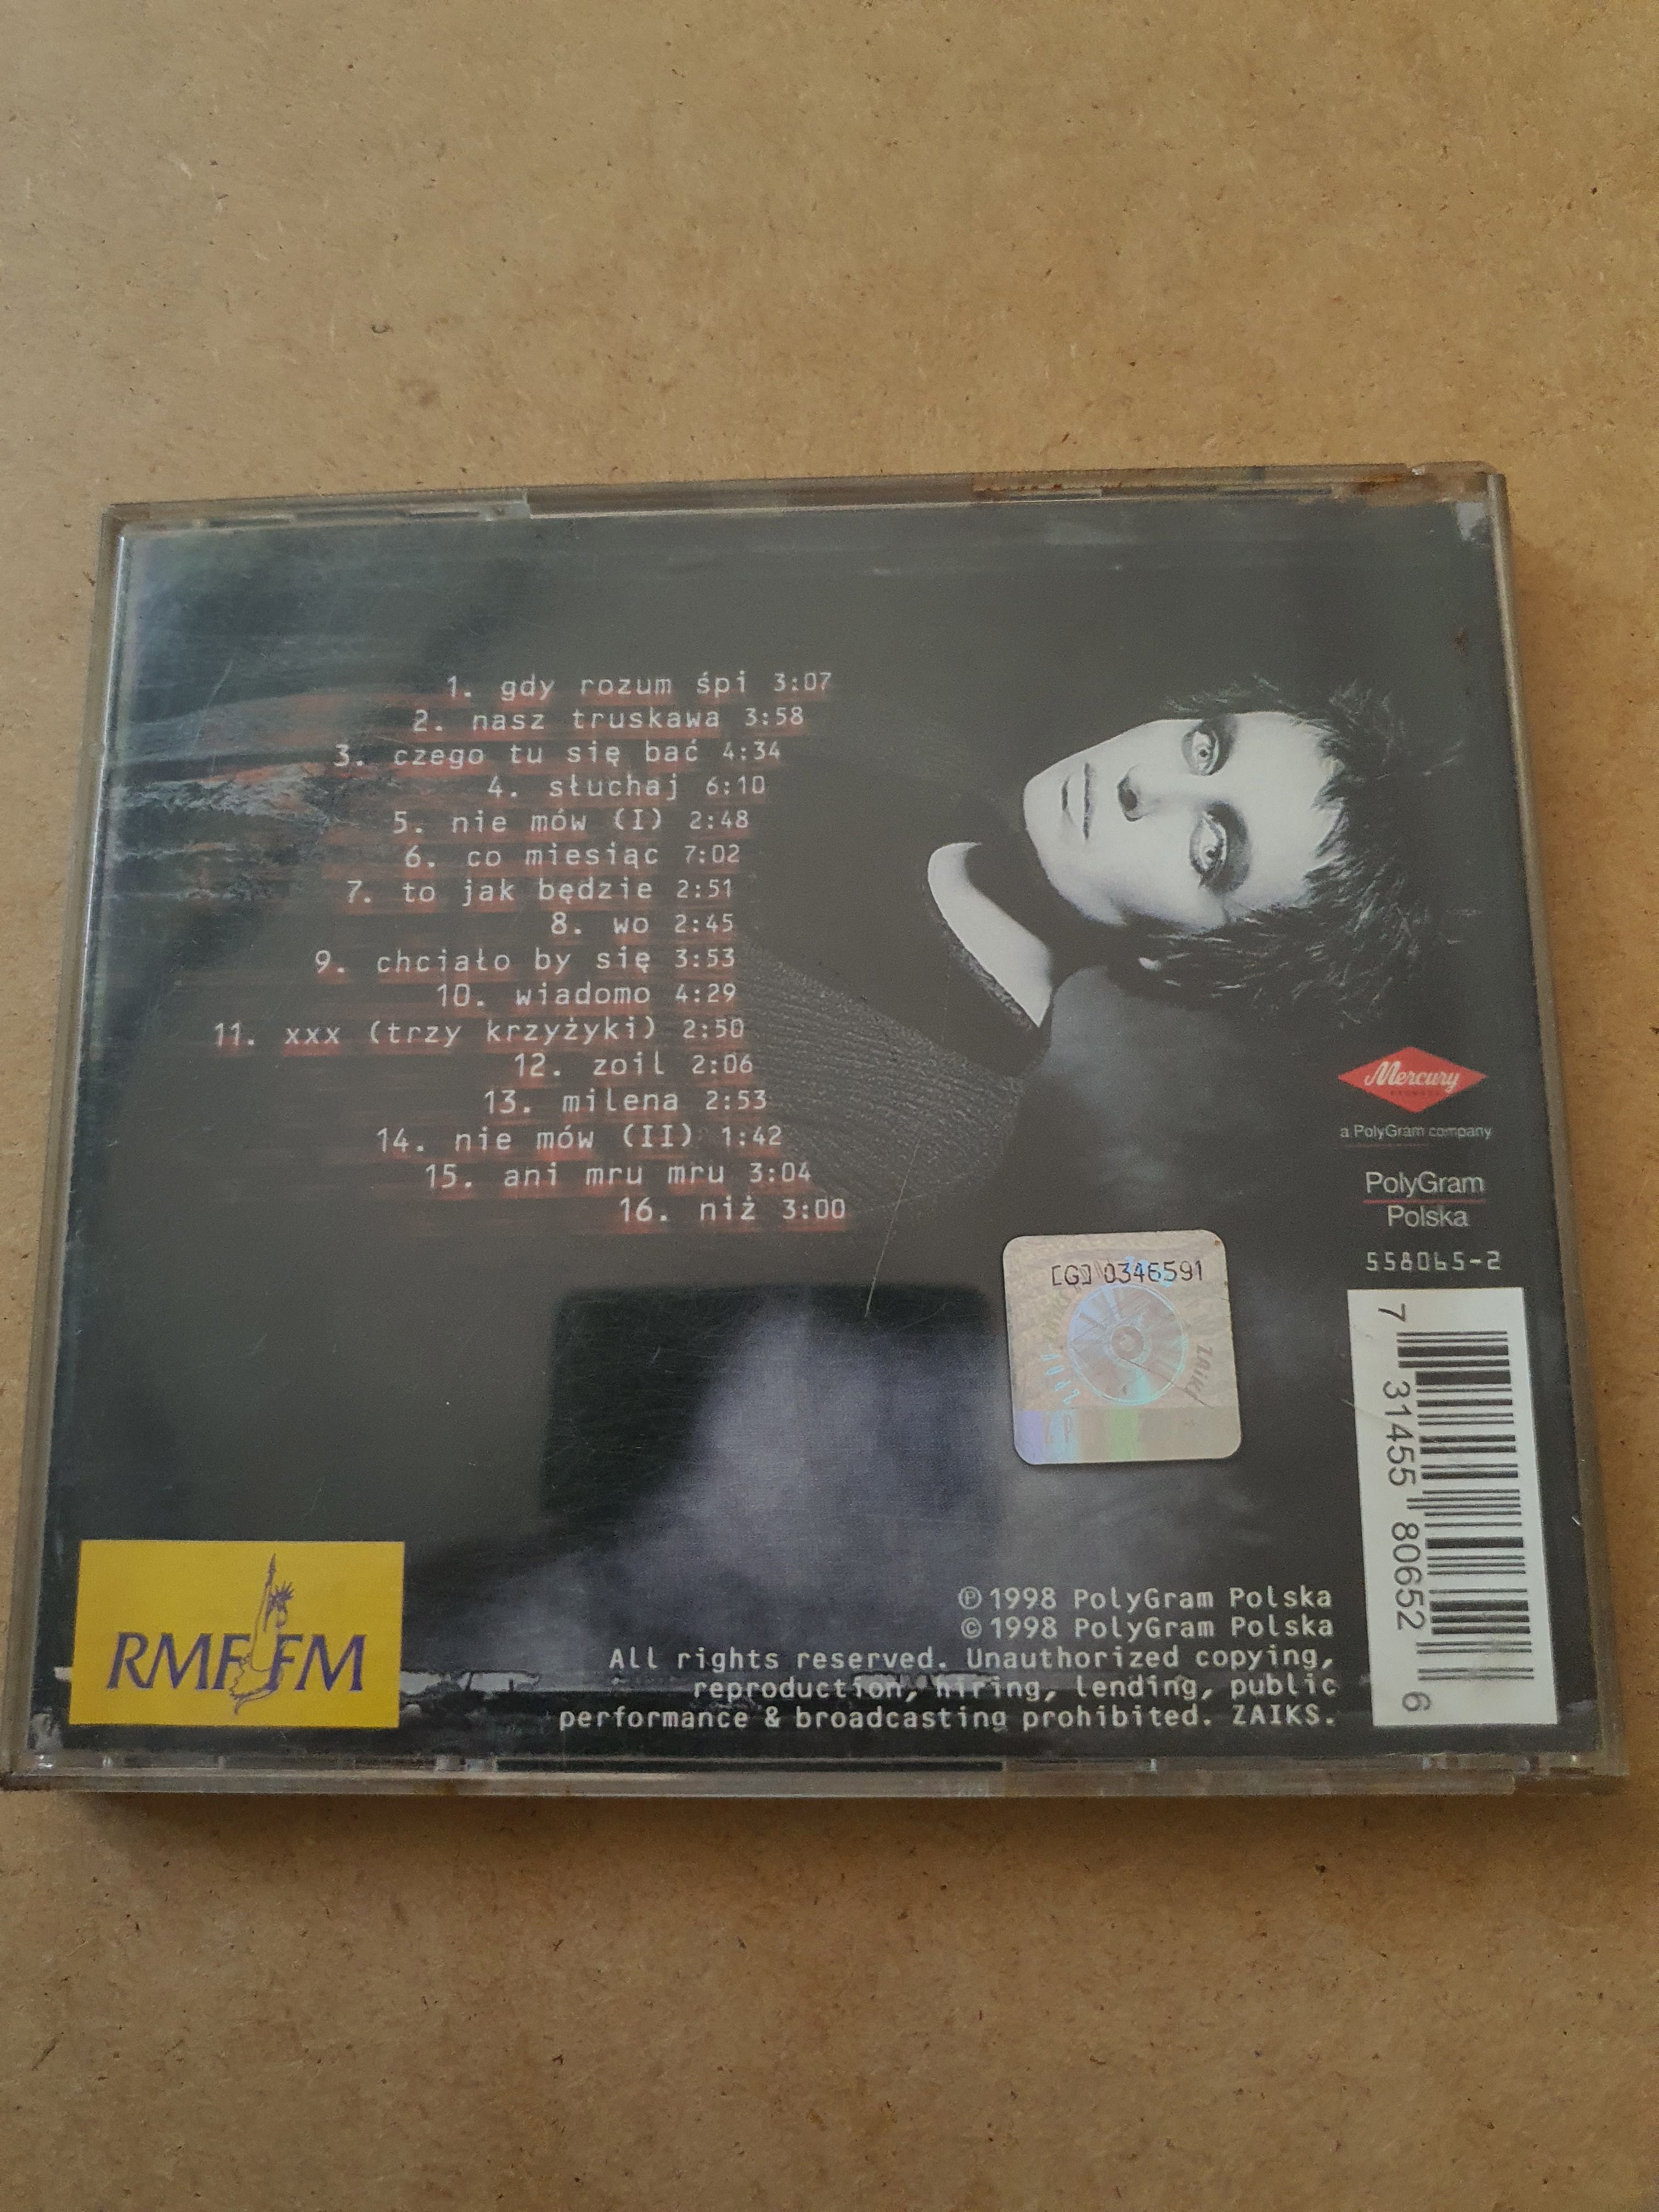 1. gdy rozum śpi 3:07
2. nasz truskawa 3:58
3. czego tu się bać 4:34
4. słuchaj 6:10
5. nie mów (I) 2:48
6. co miesiąc 7:02
7. to jak będzie 2:51
8. wo 2:45
9. chciało by się 3:53
10. wiadomo 4:29
11. xxx (trzy krzyżyki) 2:50
12. zoil 2:06
13. milena 2:53
14. nie mów (II) 1:42
15. ani mru mru 3:04
16. niż 3:00
Mercury
a PolyGram company
PolyGram
Polska
558065-2
[G] 0346591
ZAiKS
7 31455 80652 6
RMF FM
℗ 1998 PolyGram Polska
© 1998 PolyGram Polska
All rights reserved. Unauthorized copying,
reproduction, hiring, lending, public
performance & broadcasting prohibited. ZAIKS.